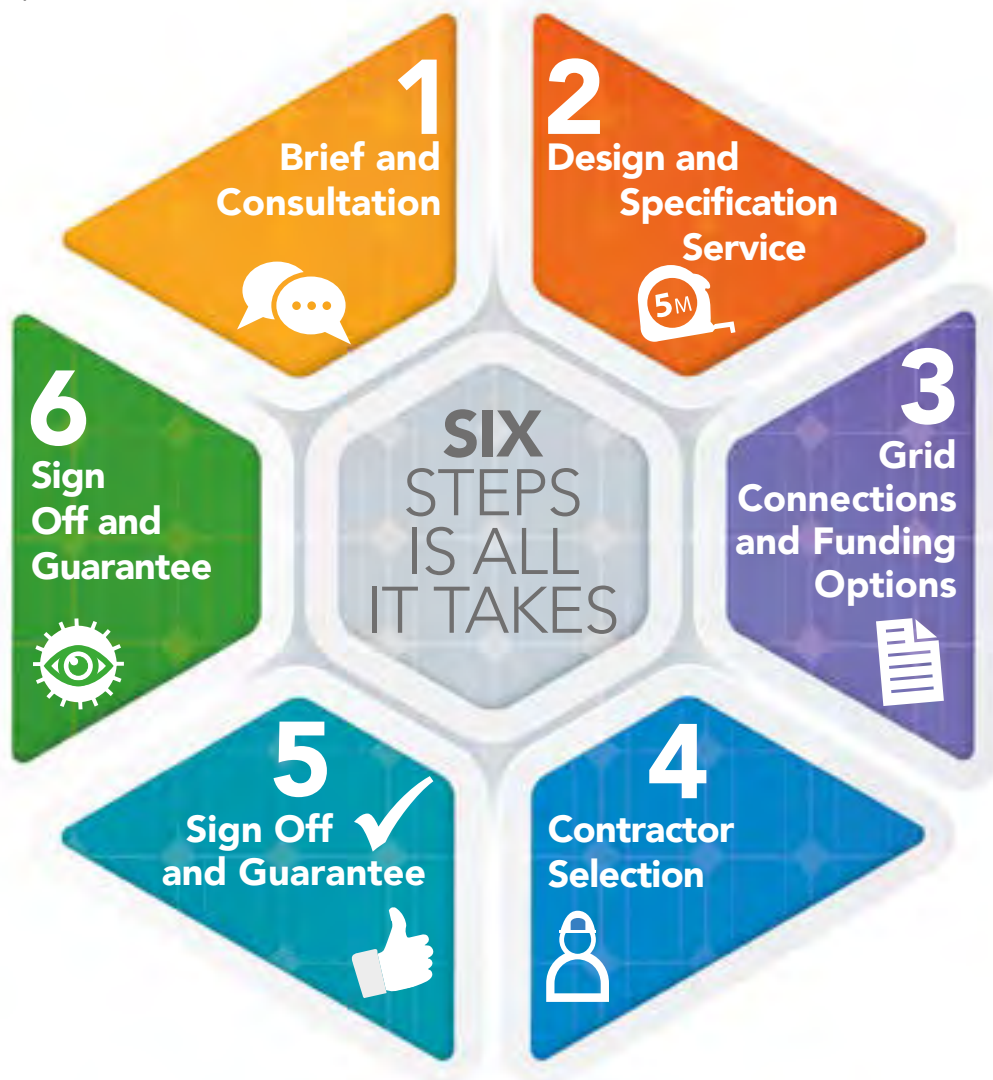 1
Brief and
Consultation
2
Design and
Specification
Service
5M
3
Grid
Connections
and Funding
Options
4
Contractor
Selection
5
Sign Off
and Guarantee
6
Sign
Off and
Guarantee
SIX
STEPS
IS ALL
IT TAKES